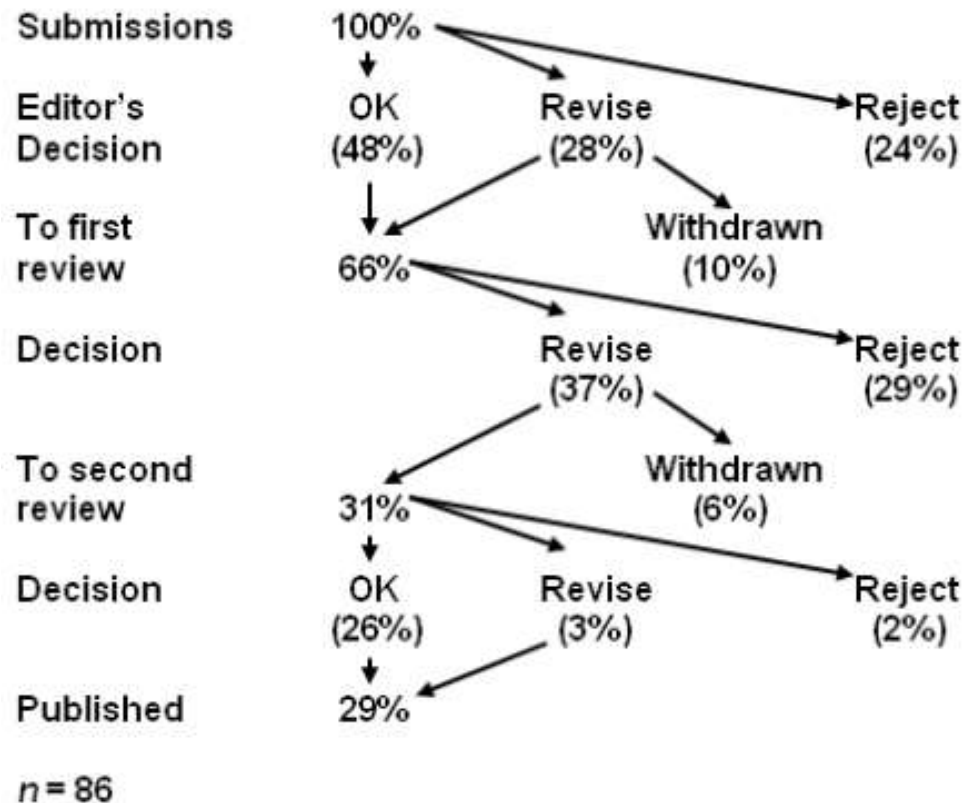 Submissions 100%
Editor's OK Revise Reject
Decision (48%) (28%) (24%)
To first Withdrawn
review 66% (10%)
Decision Revise Reject
(37%) (29%)
To second Withdrawn
review 31% (6%)
Decision OK Revise Reject
(26%) (3%) (2%)
Published 29%
n = 86